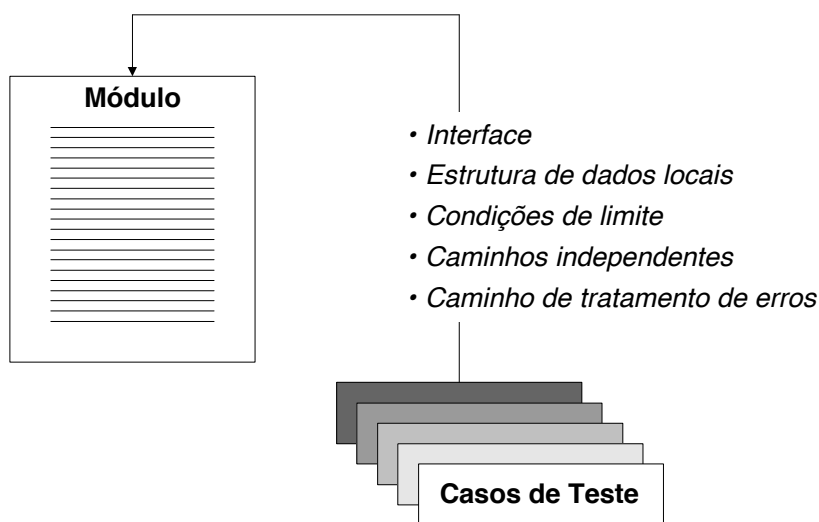 Módulo
• Interface
• Estrutura de dados locais
• Condições de limite
• Caminhos independentes
• Caminho de tratamento de erros
Casos de Teste